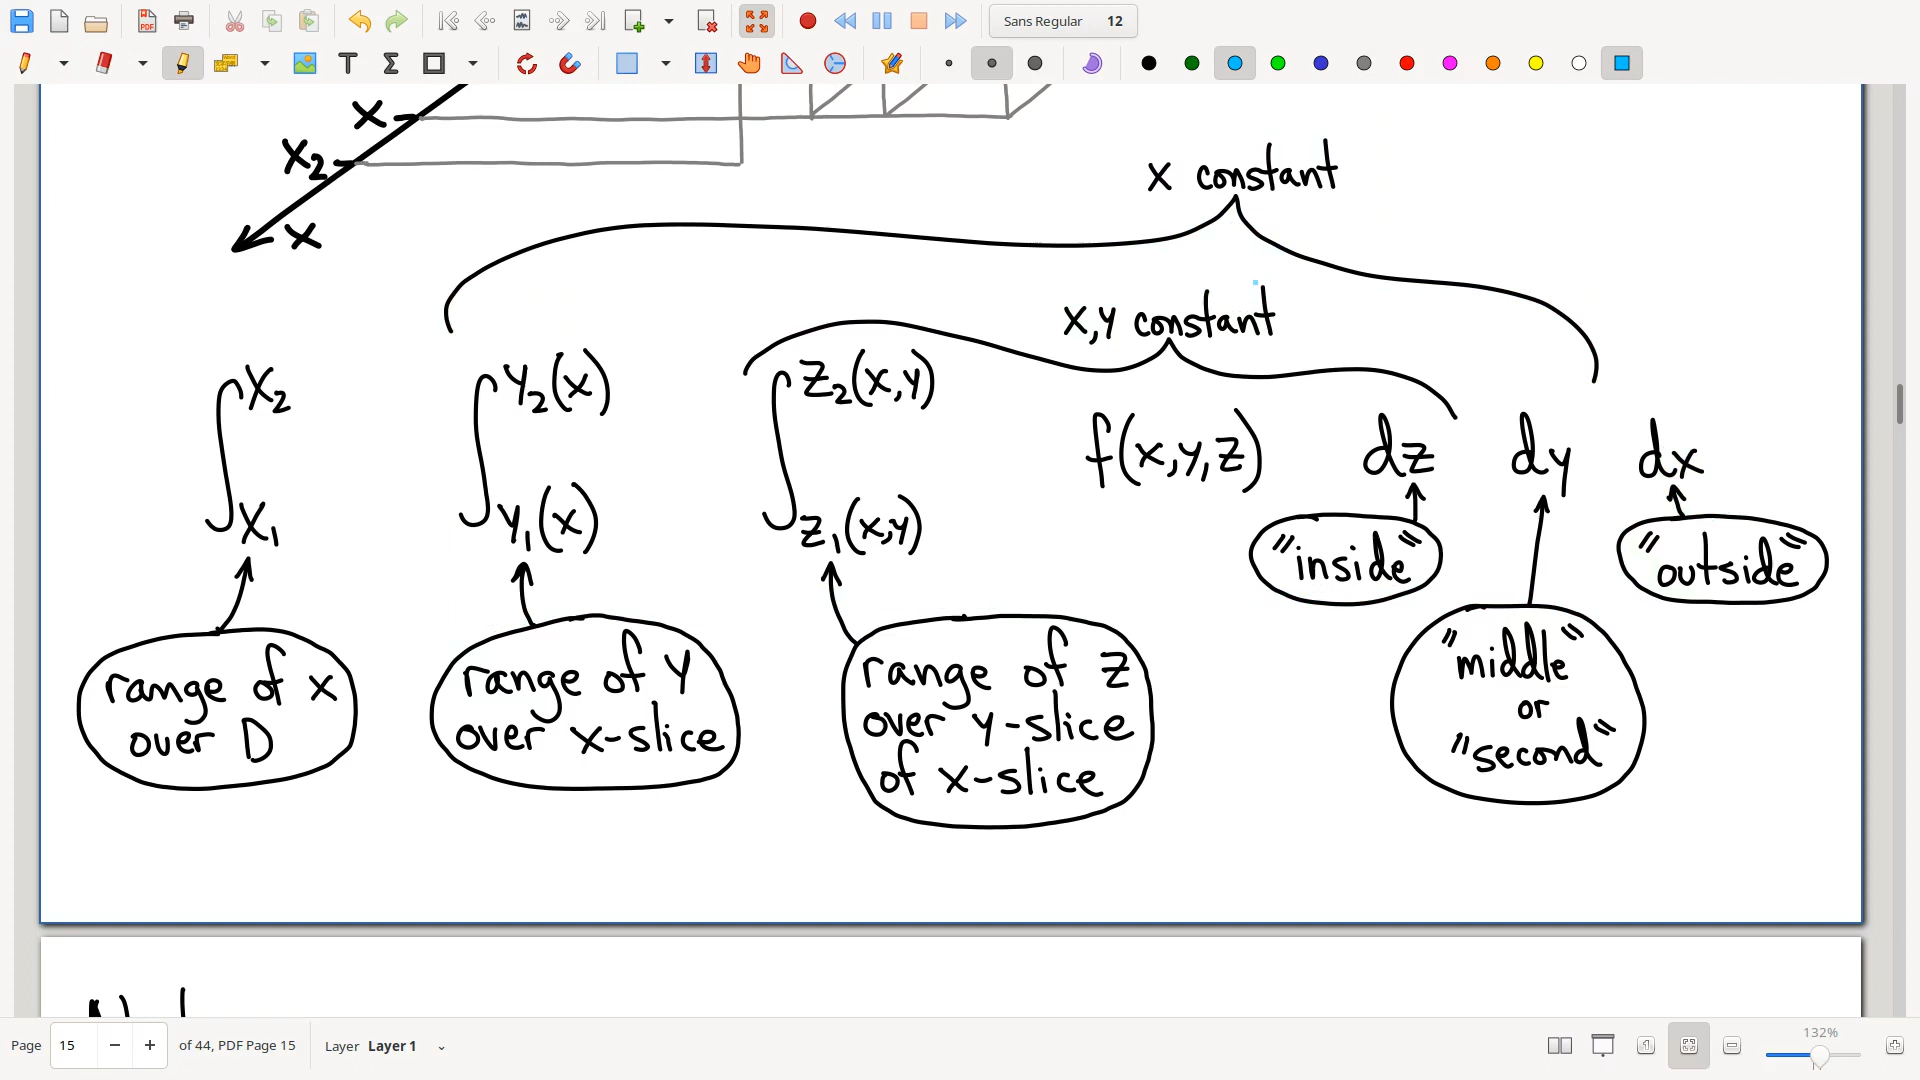 Sans Regular 12
x
x₂
x
x constant
x,y constant
∫ x₂ x₁ ∫ y₂(x) y₁(x) ∫ z₂(x,y) z₁(x,y) f(x,y,z) dz dy dx
"inside"
"outside"
range of x
over D
range of y
over x-slice
range of z
over y-slice
of x-slice
"middle"
or
"second"
Page 15 of 44, PDF Page 15 Layer Layer 1 132%